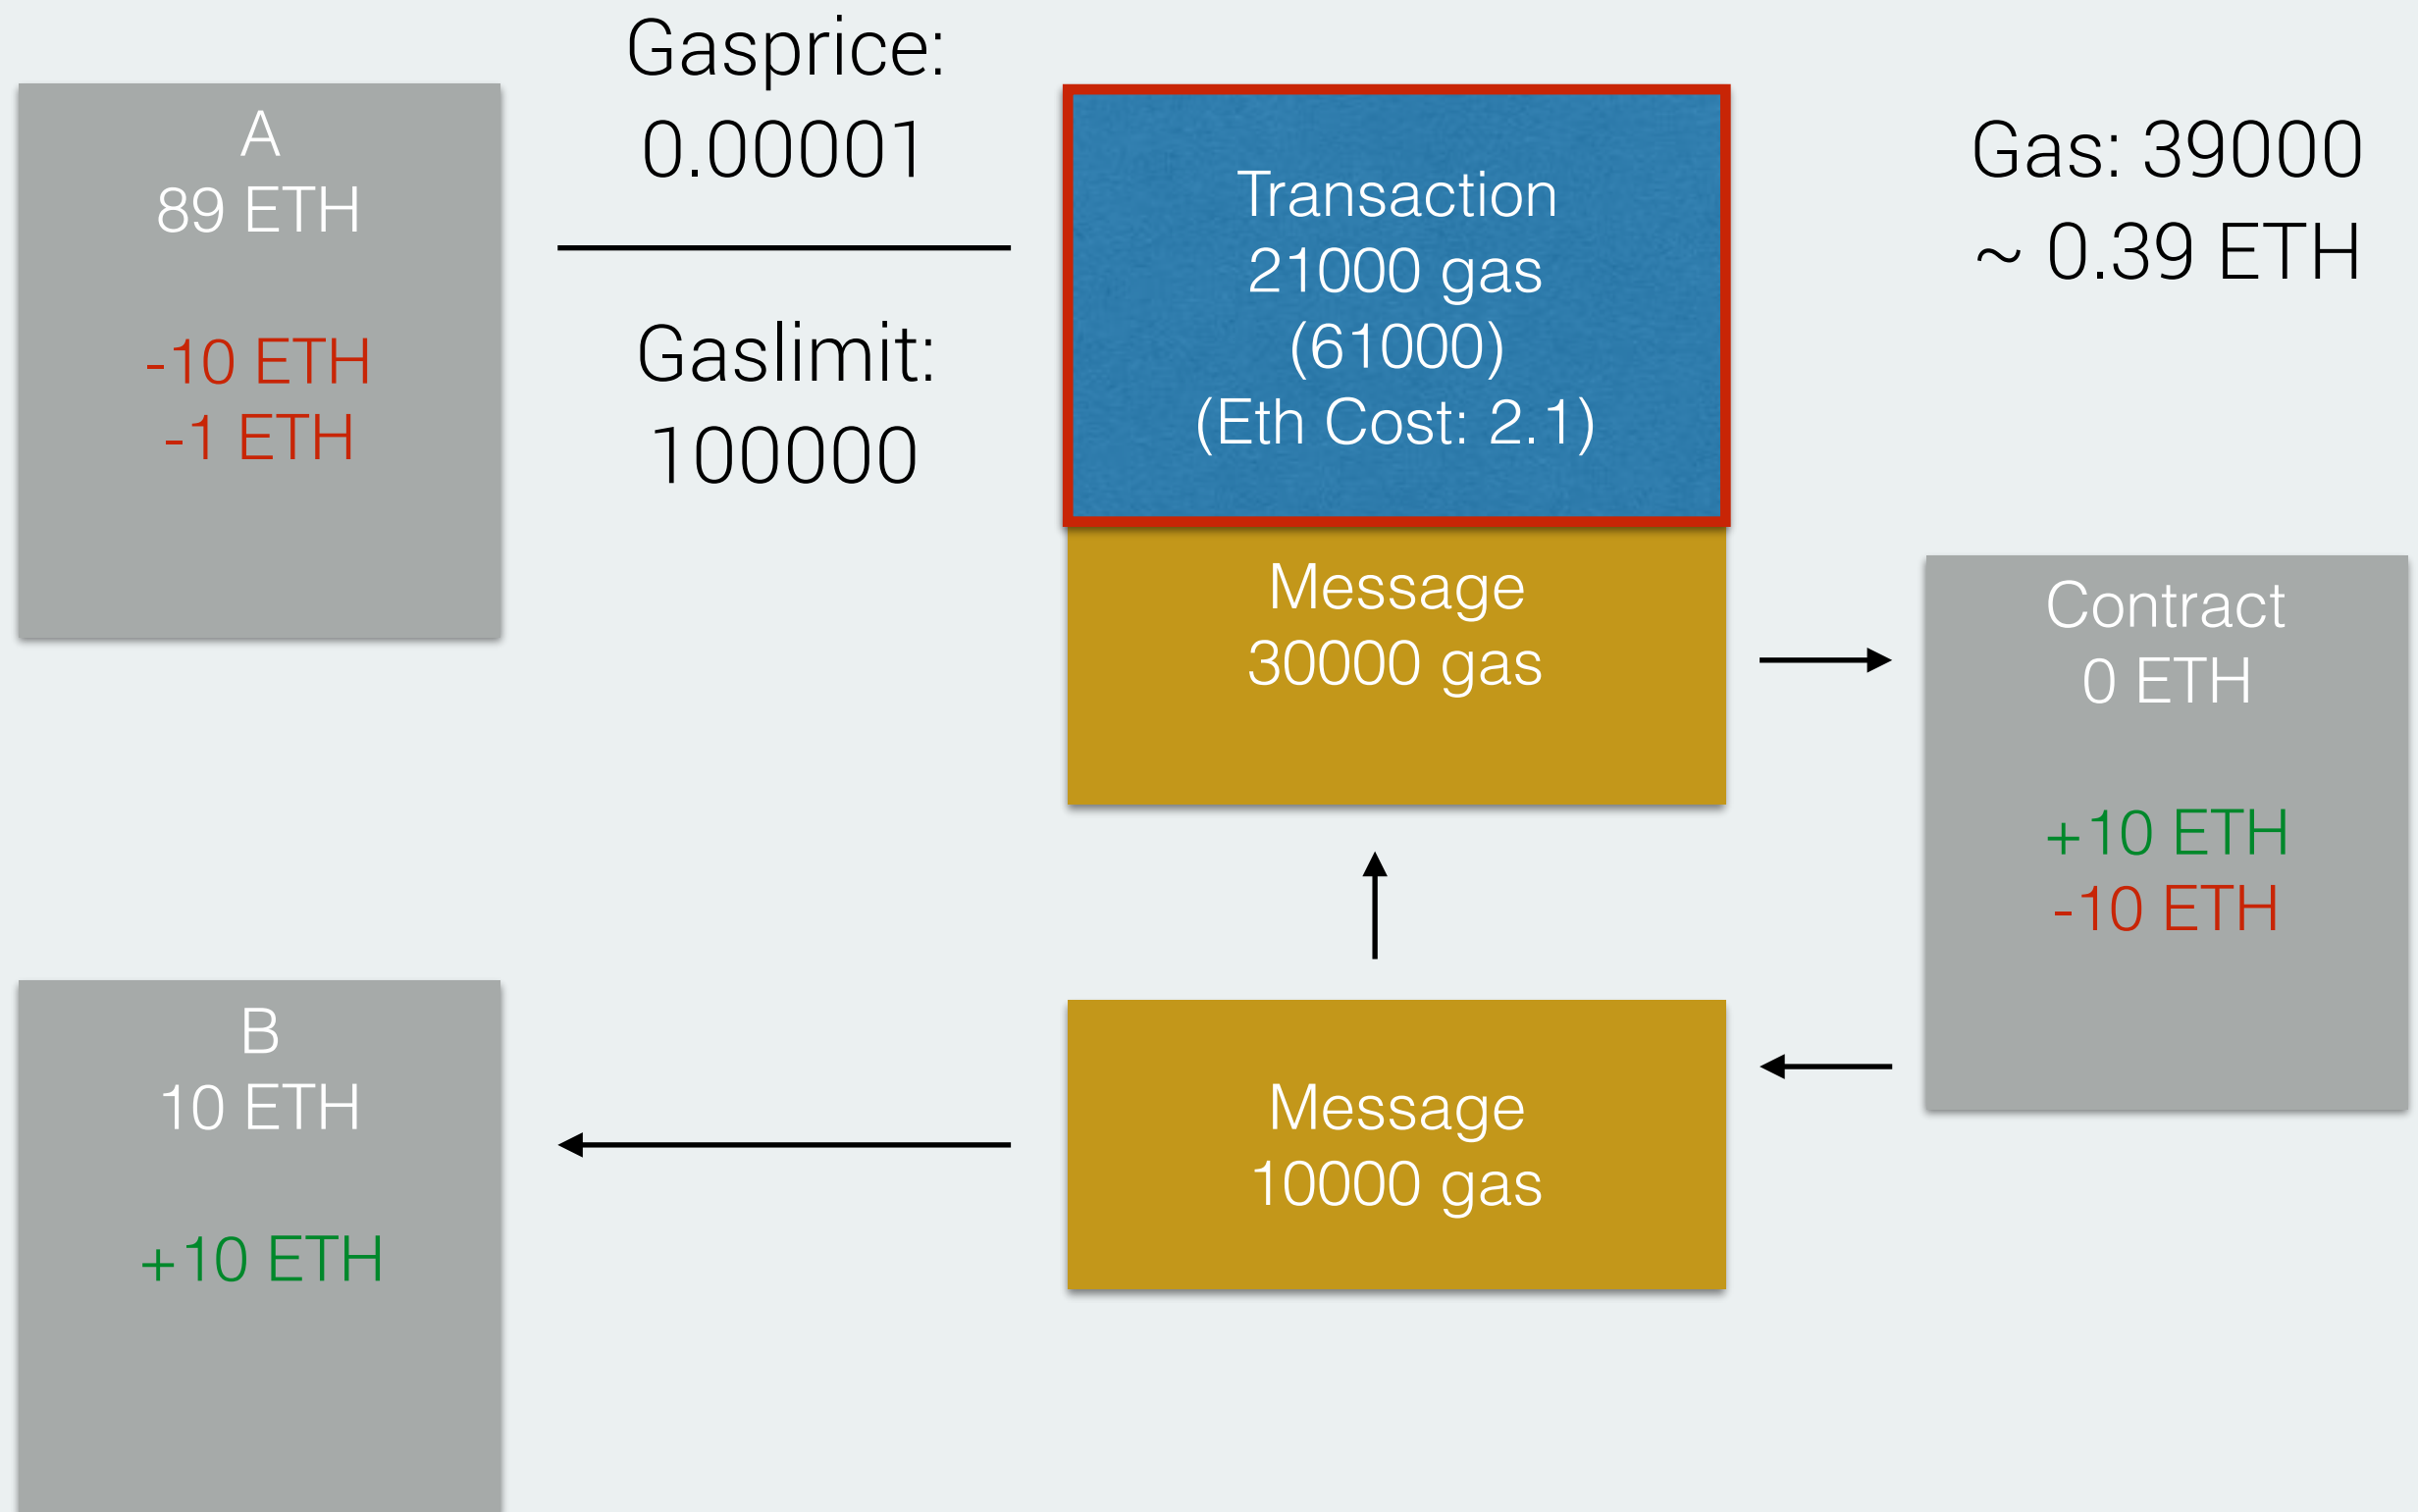 A
89 ETH
-10 ETH
-1 ETH
Gasprice:
0.00001
Gaslimit:
100000
Transaction
21000 gas
(61000)
(Eth Cost: 2.1)
Gas: 39000
~ 0.39 ETH
Message
30000 gas
Contract
0 ETH
+10 ETH
-10 ETH
B
10 ETH
+10 ETH
Message
10000 gas